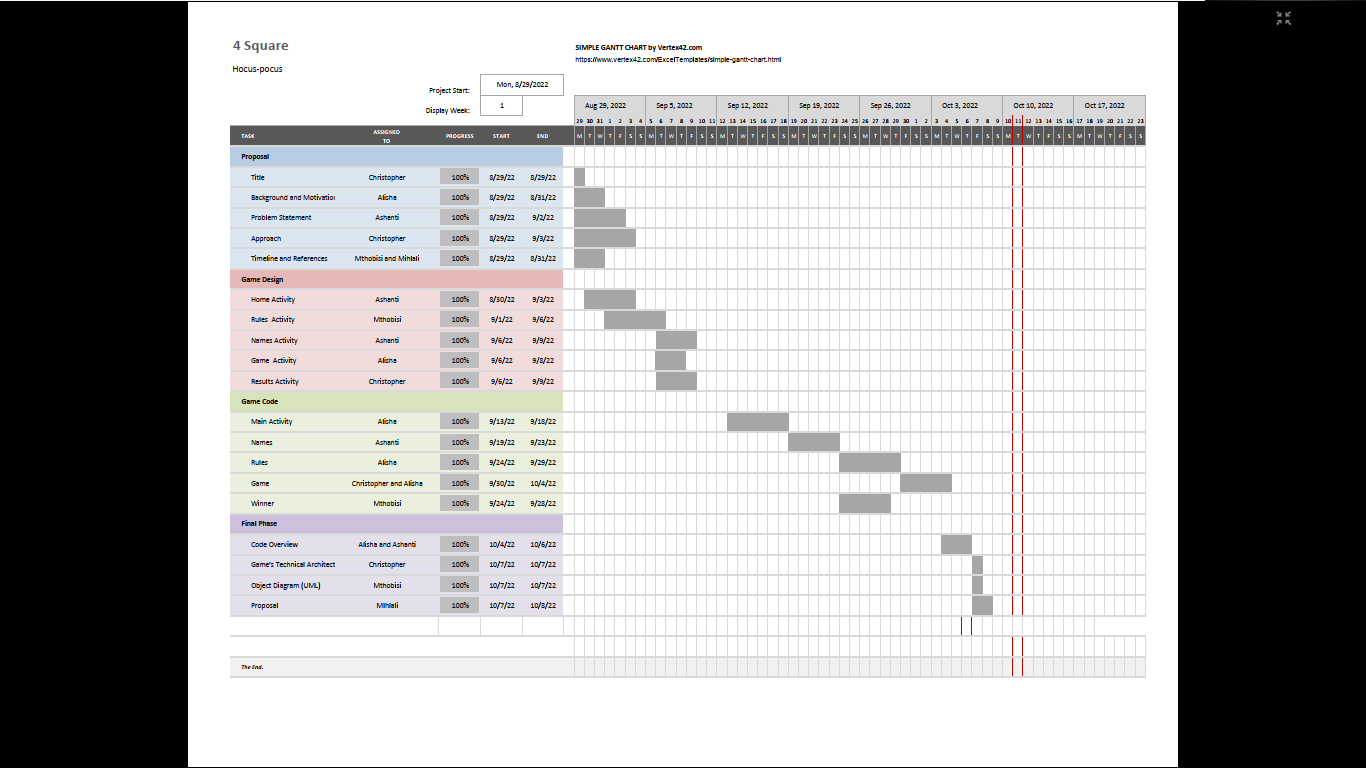 4 Square
SIMPLE GANTT CHART by Vertex42.com
Hocus-pocus
https://www.vertex42.com/ExcelTemplates/simple-gantt-chart.html
Project Start: Mon, 8/29/2022
Display Week: 1
Aug 29, 2022 Sep 5, 2022 Sep 12, 2022 Sep 19, 2022 Sep 26, 2022 Oct 3, 2022 Oct 10, 2022 Oct 17, 2022
29 30 31 1 2 3 4 5 6 7 8 9 10 11 12 13 14 15 16 17 18 19 20 21 22 23 24 25 26 27 28 29 30 1 2 3 4 5 6 7 8 9 10 11 12 13 14 15 16 17 18 19 20 21 22 23
TASK ASSIGNED TO PROGRESS START END M T W T F S S M T W T F S S M T W T F S S M T W T F S S M T W T F S S M T W T F S S M T W T F S S M T W T F S S
Proposal
Title Christopher 100% 8/29/22 8/29/22
Background and Motivation Alisha 100% 8/29/22 8/31/22
Problem Statement Ashanti 100% 8/29/22 9/2/22
Approach Christopher 100% 8/29/22 9/3/22
Timeline and References Mthobisi and Mihlali 100% 8/29/22 8/31/22
Game Design
Home Activity Ashanti 100% 8/30/22 9/3/22
Rules Activity Mthobisi 100% 9/1/22 9/6/22
Names Activity Ashanti 100% 9/6/22 9/9/22
Game Activity Alisha 100% 9/6/22 9/8/22
Results Activity Christopher 100% 9/6/22 9/9/22
Game Code
Main Activity Alisha 100% 9/13/22 9/18/22
Names Ashanti 100% 9/19/22 9/23/22
Rules Alisha 100% 9/24/22 9/29/22
Game Christopher and Alisha 100% 9/30/22 10/4/22
Winner Mthobisi 100% 9/24/22 9/28/22
Final Phase
Code Overview Alisha and Ashanti 100% 10/4/22 10/6/22
Game's Technical Architect Christopher 100% 10/7/22 10/7/22
Object Diagram (UML) Mthobisi 100% 10/7/22 10/7/22
Proposal Mihlali 100% 10/7/22 10/8/22
The End.